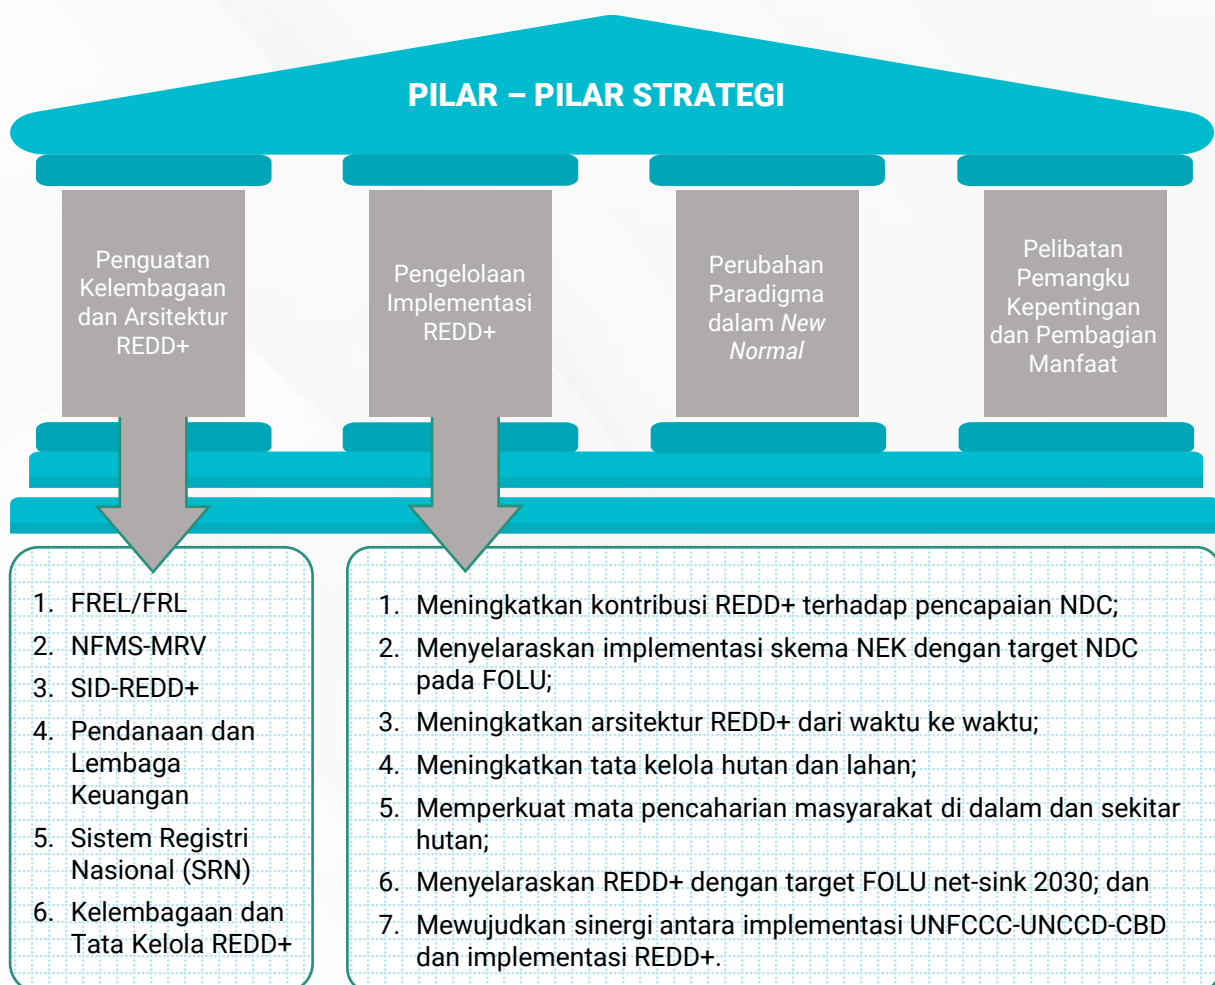 PILAR – PILAR STRATEGI
Penguatan
Kelembagaan
dan Arsitektur
REDD+
Pengelolaan
Implementasi
REDD+
Perubahan
Paradigma
dalam New
Normal
Pelibatan
Pemangku
Kepentingan
dan Pembagian
Manfaat
1. FREL/FRL
2. NFMS-MRV
3. SID-REDD+
4. Pendanaan dan
Lembaga
Keuangan
5. Sistem Registri
Nasional (SRN)
6. Kelembagaan dan
Tata Kelola REDD+
1. Meningkatkan kontribusi REDD+ terhadap pencapaian NDC;
2. Menyelaraskan implementasi skema NEK dengan target NDC
pada FOLU;
3. Meningkatkan arsitektur REDD+ dari waktu ke waktu;
4. Meningkatkan tata kelola hutan dan lahan;
5. Memperkuat mata pencaharian masyarakat di dalam dan sekitar
hutan;
6. Menyelaraskan REDD+ dengan target FOLU net-sink 2030; dan
7. Mewujudkan sinergi antara implementasi UNFCCC-UNCCD-CBD
dan implementasi REDD+.